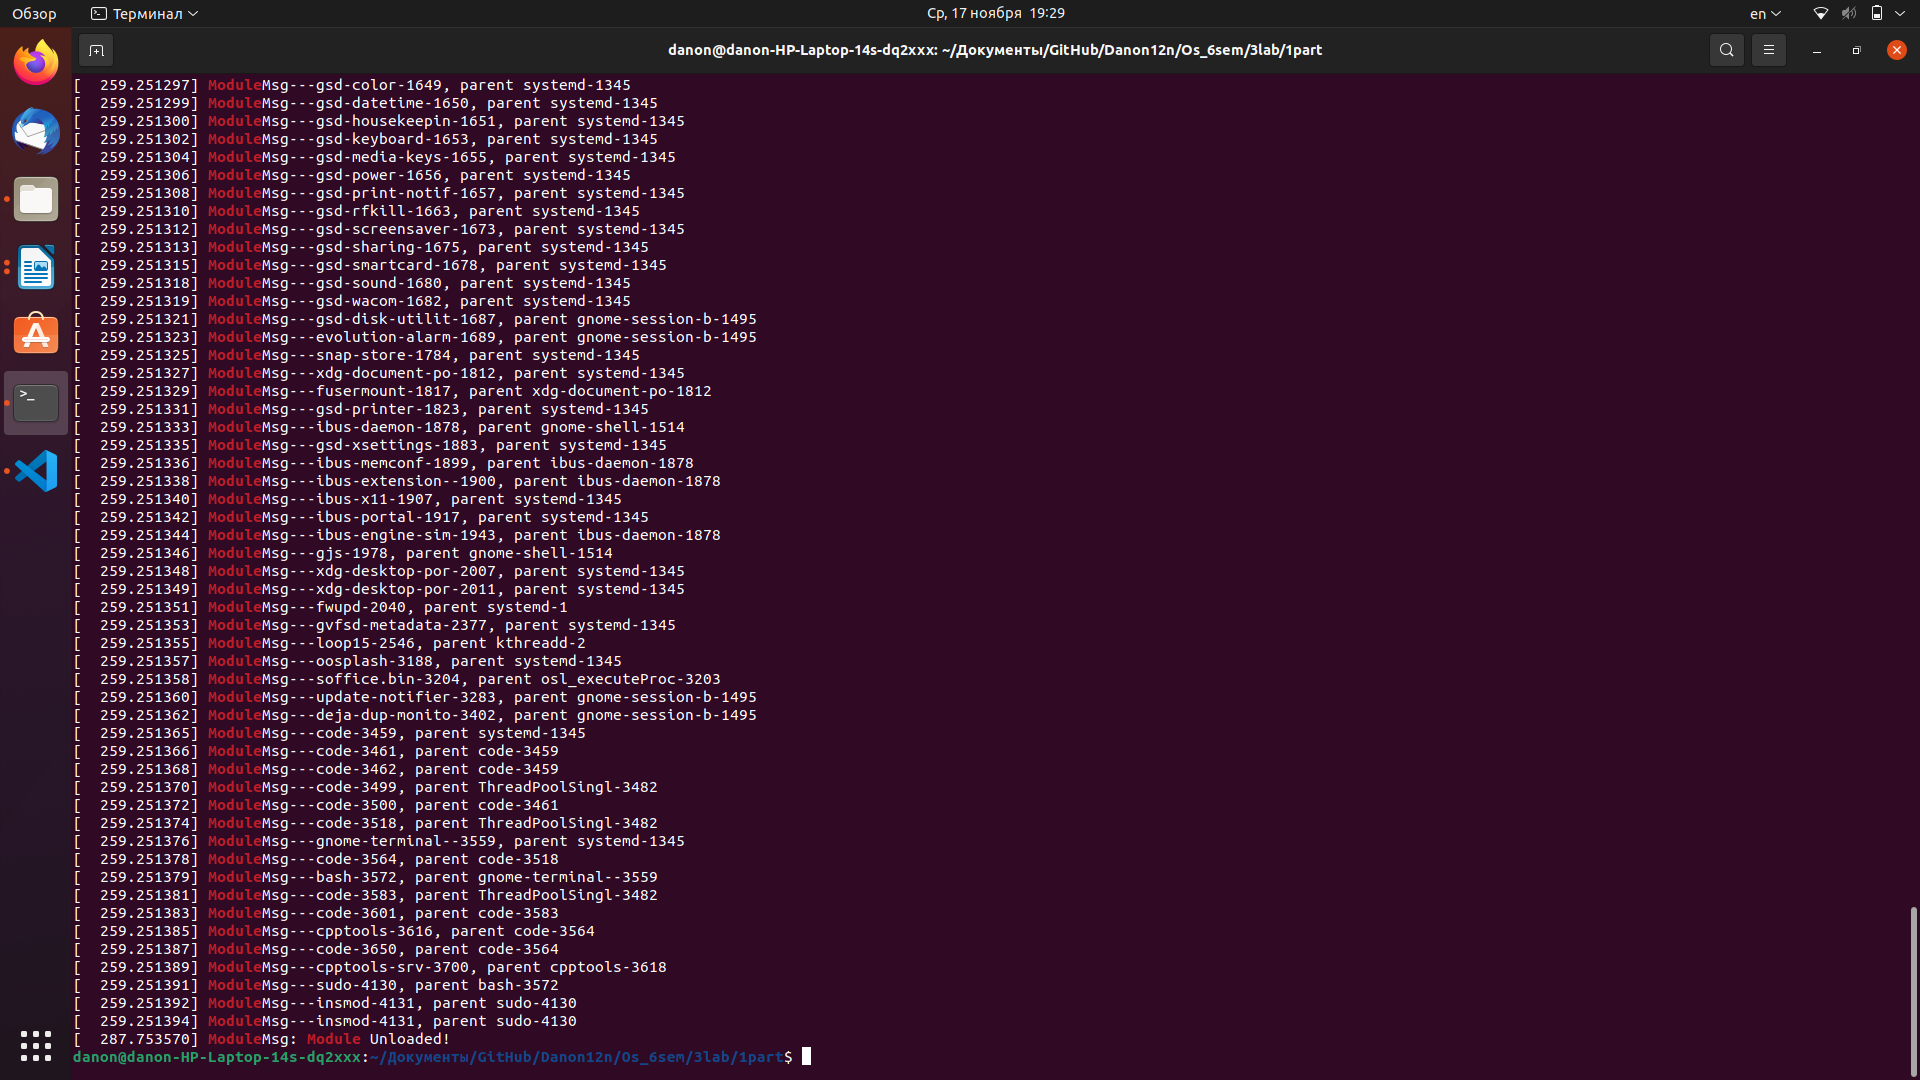 Обзор
Терминал
Ср, 17 ноября 19:29
en
danon@danon-HP-Laptop-14s-dq2xxx: ~/Документы/GitHub/Danon12n/Os_6sem/3lab/1part
[  259.251297] ModuleMsg---gsd-color-1649, parent systemd-1345
[  259.251299] ModuleMsg---gsd-datetime-1650, parent systemd-1345
[  259.251300] ModuleMsg---gsd-housekeepin-1651, parent systemd-1345
[  259.251302] ModuleMsg---gsd-keyboard-1653, parent systemd-1345
[  259.251304] ModuleMsg---gsd-media-keys-1655, parent systemd-1345
[  259.251306] ModuleMsg---gsd-power-1656, parent systemd-1345
[  259.251308] ModuleMsg---gsd-print-notif-1657, parent systemd-1345
[  259.251310] ModuleMsg---gsd-rfkill-1663, parent systemd-1345
[  259.251312] ModuleMsg---gsd-screensaver-1673, parent systemd-1345
[  259.251313] ModuleMsg---gsd-sharing-1675, parent systemd-1345
[  259.251315] ModuleMsg---gsd-smartcard-1678, parent systemd-1345
[  259.251318] ModuleMsg---gsd-sound-1680, parent systemd-1345
[  259.251319] ModuleMsg---gsd-wacom-1682, parent systemd-1345
[  259.251321] ModuleMsg---gsd-disk-utilit-1687, parent gnome-session-b-1495
[  259.251323] ModuleMsg---evolution-alarm-1689, parent gnome-session-b-1495
[  259.251325] ModuleMsg---snap-store-1784, parent systemd-1345
[  259.251327] ModuleMsg---xdg-document-po-1812, parent systemd-1345
[  259.251329] ModuleMsg---fusermount-1817, parent xdg-document-po-1812
[  259.251331] ModuleMsg---gsd-printer-1823, parent systemd-1345
[  259.251333] ModuleMsg---ibus-daemon-1878, parent gnome-shell-1514
[  259.251335] ModuleMsg---gsd-xsettings-1883, parent systemd-1345
[  259.251336] ModuleMsg---ibus-memconf-1899, parent ibus-daemon-1878
[  259.251338] ModuleMsg---ibus-extension--1900, parent ibus-daemon-1878
[  259.251340] ModuleMsg---ibus-x11-1907, parent systemd-1345
[  259.251342] ModuleMsg---ibus-portal-1917, parent systemd-1345
[  259.251344] ModuleMsg---ibus-engine-sim-1943, parent ibus-daemon-1878
[  259.251346] ModuleMsg---gjs-1978, parent gnome-shell-1514
[  259.251348] ModuleMsg---xdg-desktop-por-2007, parent systemd-1345
[  259.251349] ModuleMsg---xdg-desktop-por-2011, parent systemd-1345
[  259.251351] ModuleMsg---fwupd-2040, parent systemd-1
[  259.251353] ModuleMsg---gvfsd-metadata-2377, parent systemd-1345
[  259.251355] ModuleMsg---loop15-2546, parent kthreadd-2
[  259.251357] ModuleMsg---oosplash-3188, parent systemd-1345
[  259.251358] ModuleMsg---soffice.bin-3204, parent osl_executeProc-3203
[  259.251360] ModuleMsg---update-notifier-3283, parent gnome-session-b-1495
[  259.251362] ModuleMsg---deja-dup-monito-3402, parent gnome-session-b-1495
[  259.251365] ModuleMsg---code-3459, parent systemd-1345
[  259.251366] ModuleMsg---code-3461, parent code-3459
[  259.251368] ModuleMsg---code-3462, parent code-3459
[  259.251370] ModuleMsg---code-3499, parent ThreadPoolSingl-3482
[  259.251372] ModuleMsg---code-3500, parent code-3461
[  259.251374] ModuleMsg---code-3518, parent ThreadPoolSingl-3482
[  259.251376] ModuleMsg---gnome-terminal--3559, parent systemd-1345
[  259.251378] ModuleMsg---code-3564, parent code-3518
[  259.251379] ModuleMsg---bash-3572, parent gnome-terminal--3559
[  259.251381] ModuleMsg---code-3583, parent ThreadPoolSingl-3482
[  259.251383] ModuleMsg---code-3601, parent code-3583
[  259.251385] ModuleMsg---cpptools-3616, parent code-3564
[  259.251387] ModuleMsg---code-3650, parent code-3564
[  259.251389] ModuleMsg---cpptools-srv-3700, parent cpptools-3618
[  259.251391] ModuleMsg---sudo-4130, parent bash-3572
[  259.251392] ModuleMsg---insmod-4131, parent sudo-4130
[  259.251394] ModuleMsg---insmod-4131, parent sudo-4130
[  287.753570] ModuleMsg: Module Unloaded!
danon@danon-HP-Laptop-14s-dq2xxx:~/Документы/GitHub/Danon12n/Os_6sem/3lab/1part$